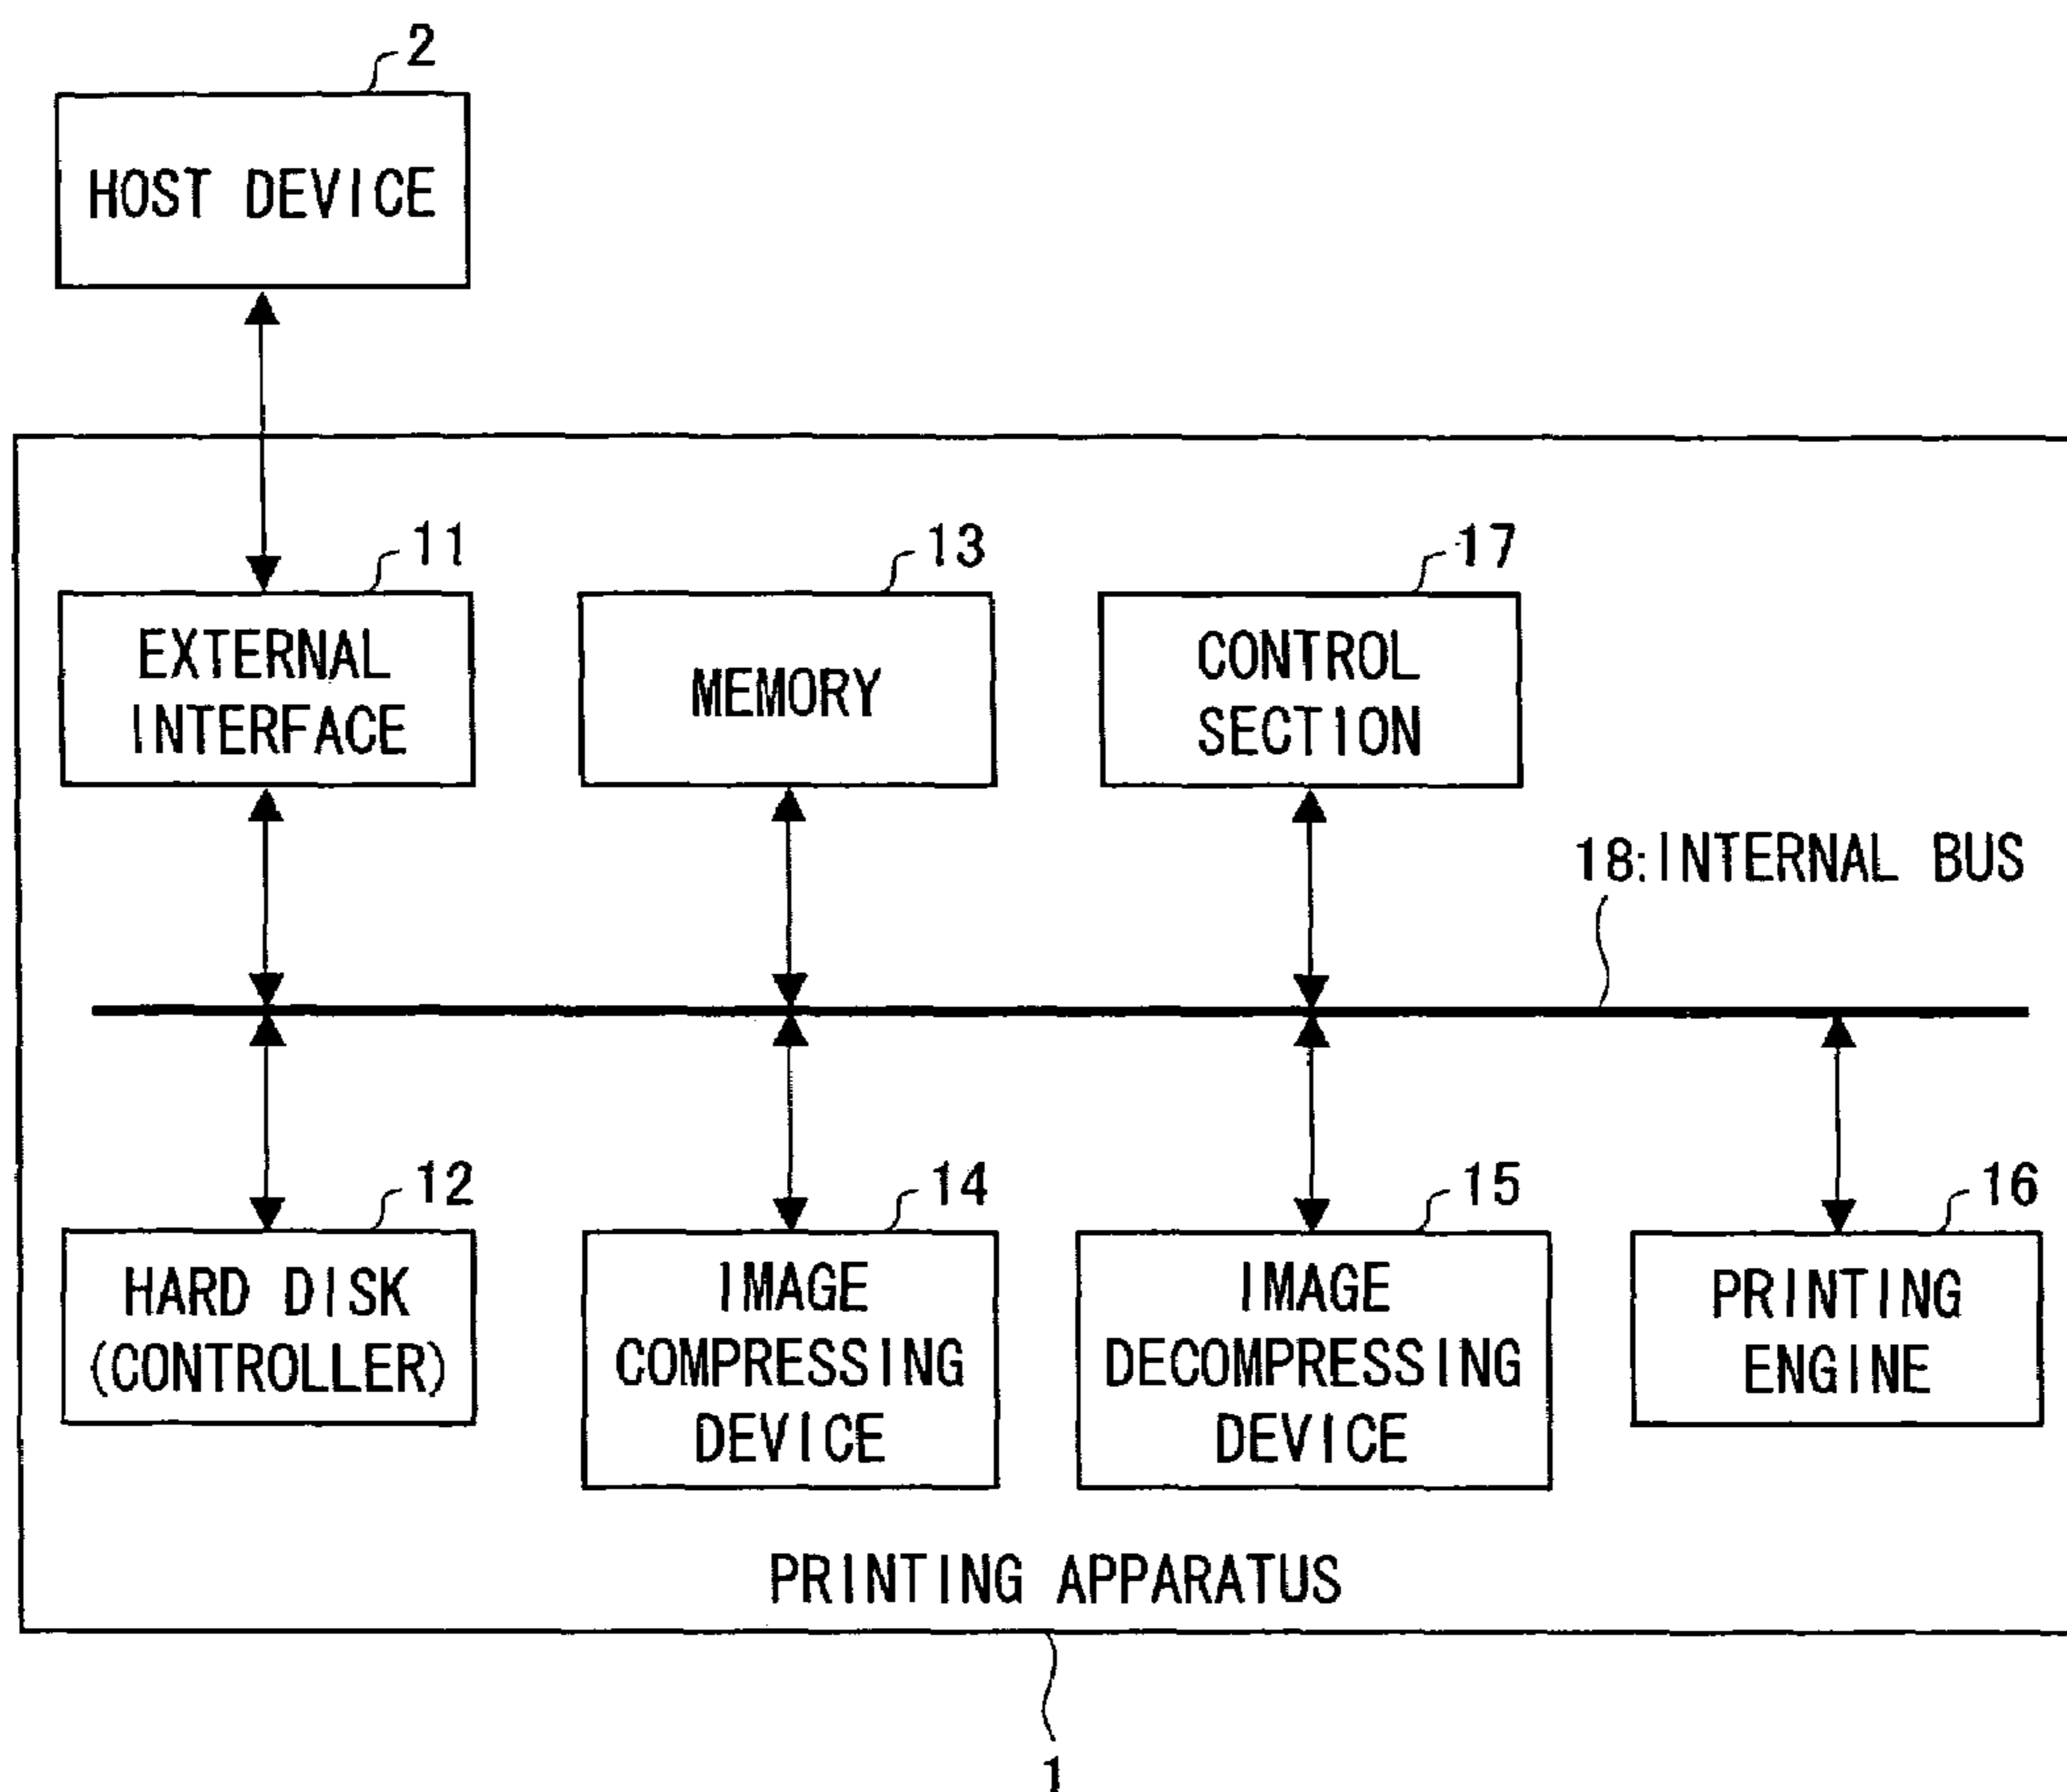 2
HOST DEVICE
11
13
17
EXTERNAL
INTERFACE
MEMORY
CONTROL
SECTION
18:INTERNAL BUS
12
14
15
16
HARD DISK
(CONTROLLER)
IMAGE
COMPRESSING
DEVICE
IMAGE
DECOMPRESSING
DEVICE
PRINTING
ENGINE
PRINTING APPARATUS
1